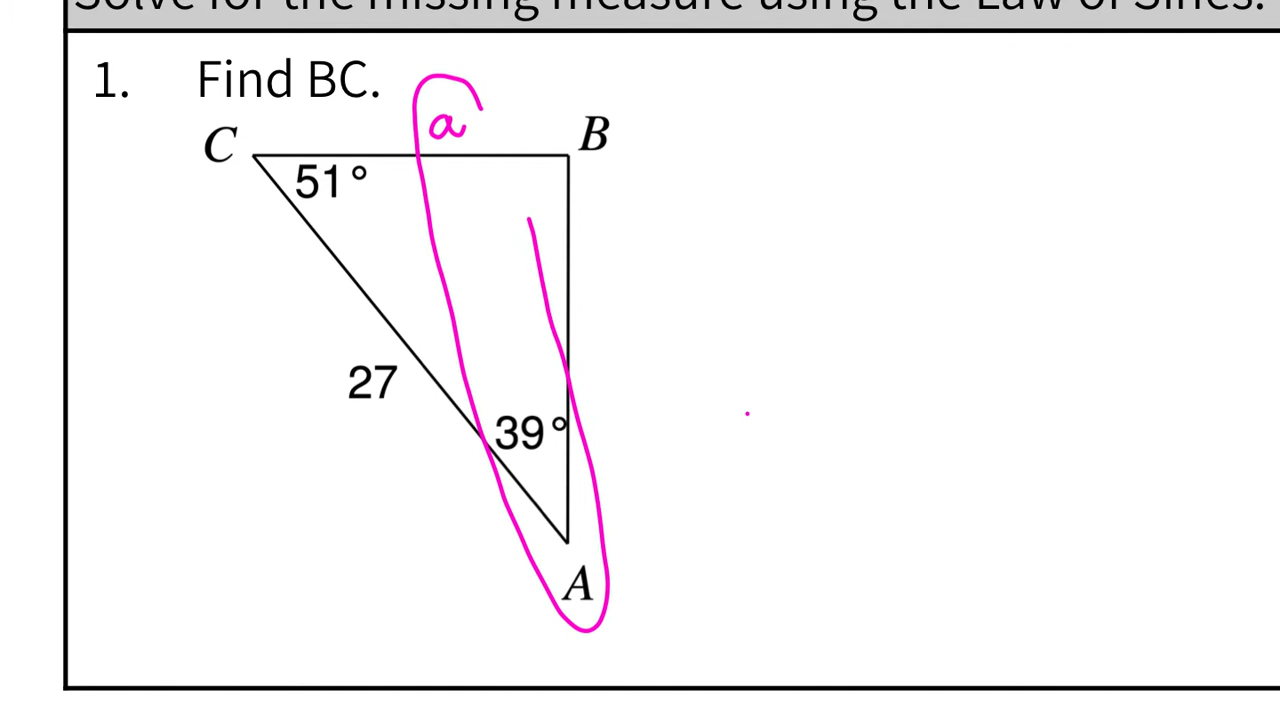 Solve for the missing measure using the Law of Sines.
1. Find BC.
a
C
B
51°
27
39°
A